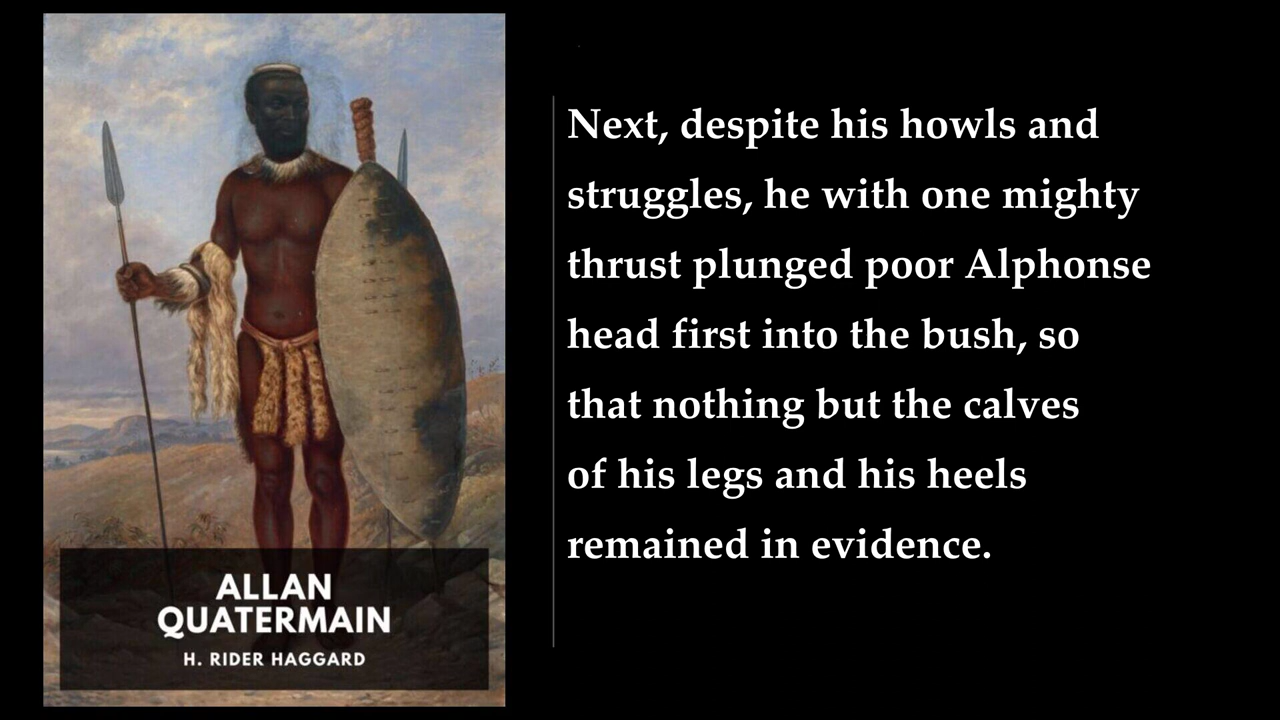 ALLAN
QUATERMAIN
H. RIDER HAGGARD
Next, despite his howls and
struggles, he with one mighty
thrust plunged poor Alphonse
head first into the bush, so
that nothing but the calves
of his legs and his heels
remained in evidence.